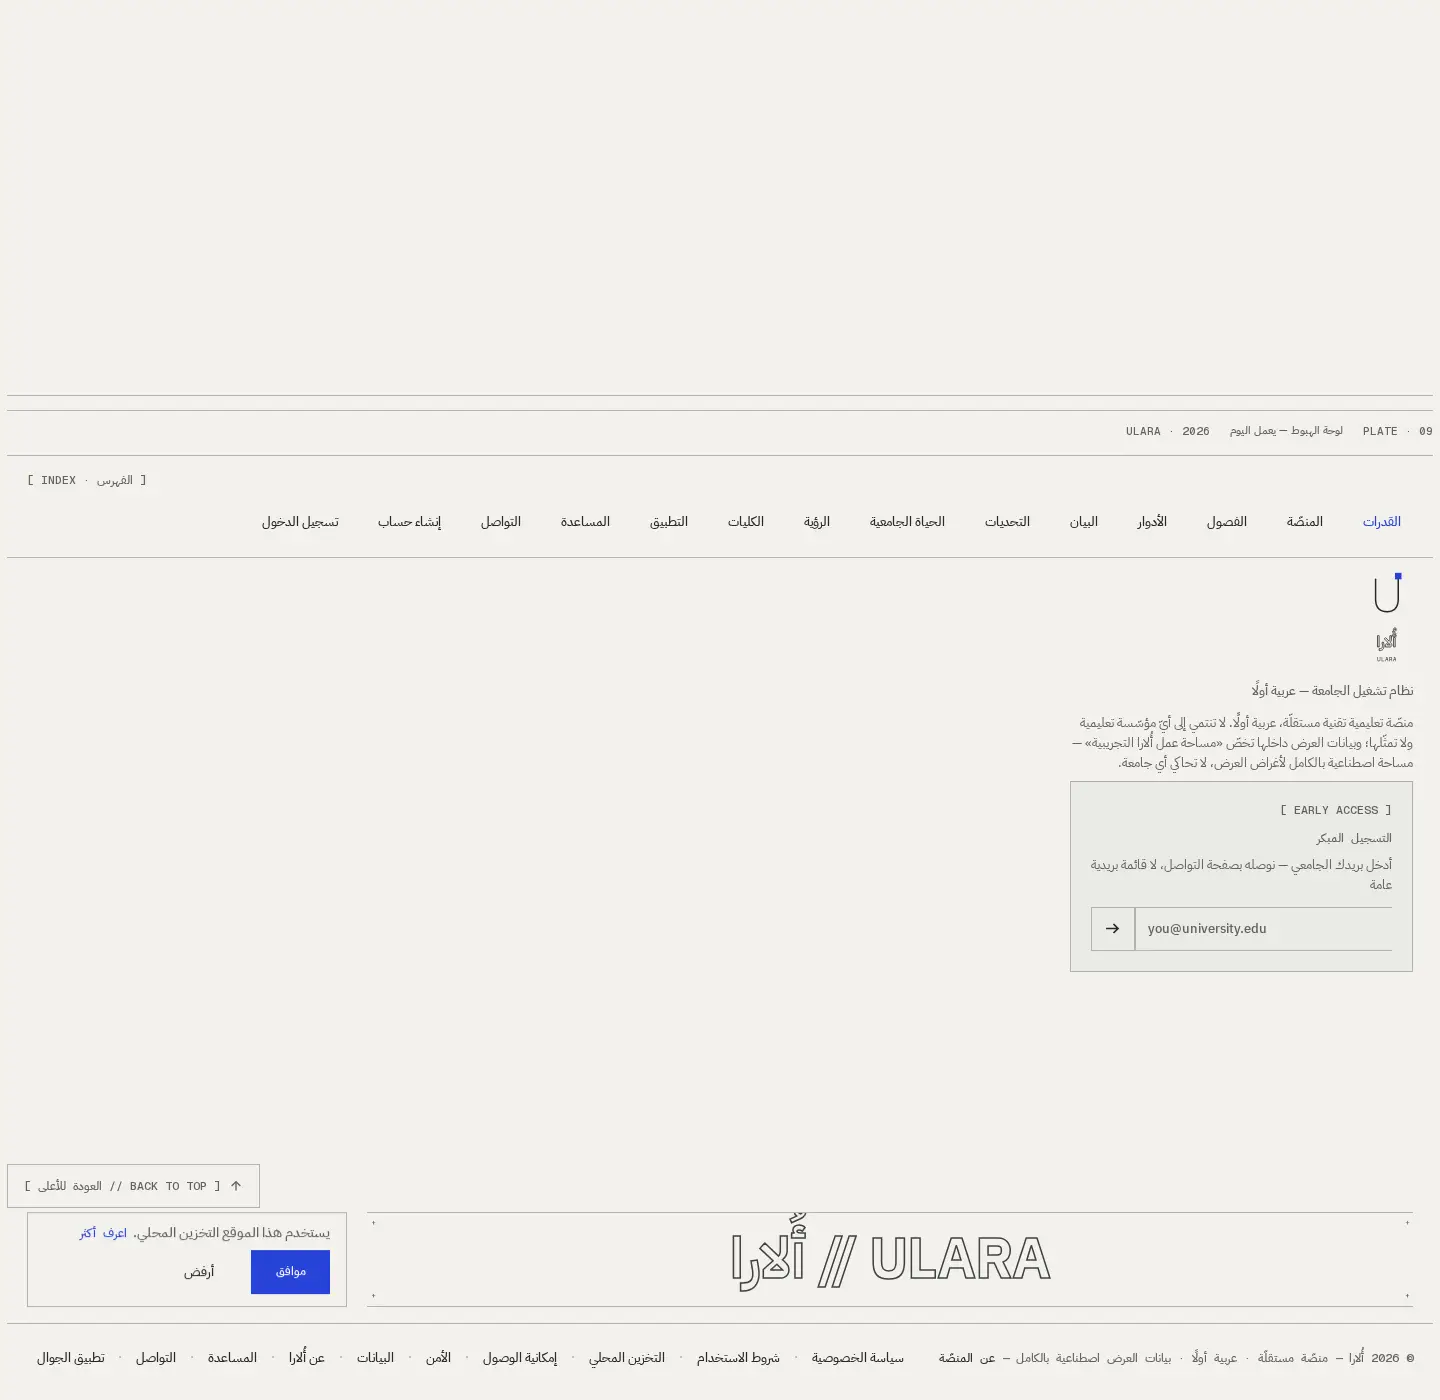 PLATE · 09 لوحة الهبوط — يعمل اليوم ULARA · 2026
[ INDEX · الفهرس ]
القدرات المنصّة الفصول الأدوار البيان التحديات الحياة الجامعية الرؤية الكليات التطبيق المساعدة التواصل إنشاء حساب تسجيل الدخول
U
ألارا
ULARA
نظام تشغيل الجامعة — عربية أولًا
منصّة تعليمية تقنية مستقلّة، عربية أولًا. لا تنتمي إلى أيّ مؤسّسة تعليمية
ولا تمثّلها؛ وبيانات العرض داخلها تخصّ «مساحة عمل ألارا التجريبية» —
مساحة اصطناعية بالكامل لأغراض العرض، لا تحاكي أي جامعة.
[ EARLY ACCESS ]
التسجيل المبكر
أدخل بريدك الجامعي — نوصله بصفحة التواصل، لا قائمة بريدية
عامة
you@university.edu →
↑ [ العودة للأعلى // BACK TO TOP ]
ألارا // ULARA
يستخدم هذا الموقع التخزين المحلي. اعرف أكثر
موافق أرفض
© 2026 ألارا — منصّة مستقلّة · عربية أولًا · بيانات العرض اصطناعية بالكامل — عن المنصّة سياسة الخصوصية · شروط الاستخدام · التخزين المحلي · إمكانية الوصول · الأمن · البيانات · عن ألارا · المساعدة · التواصل · تطبيق الجوال